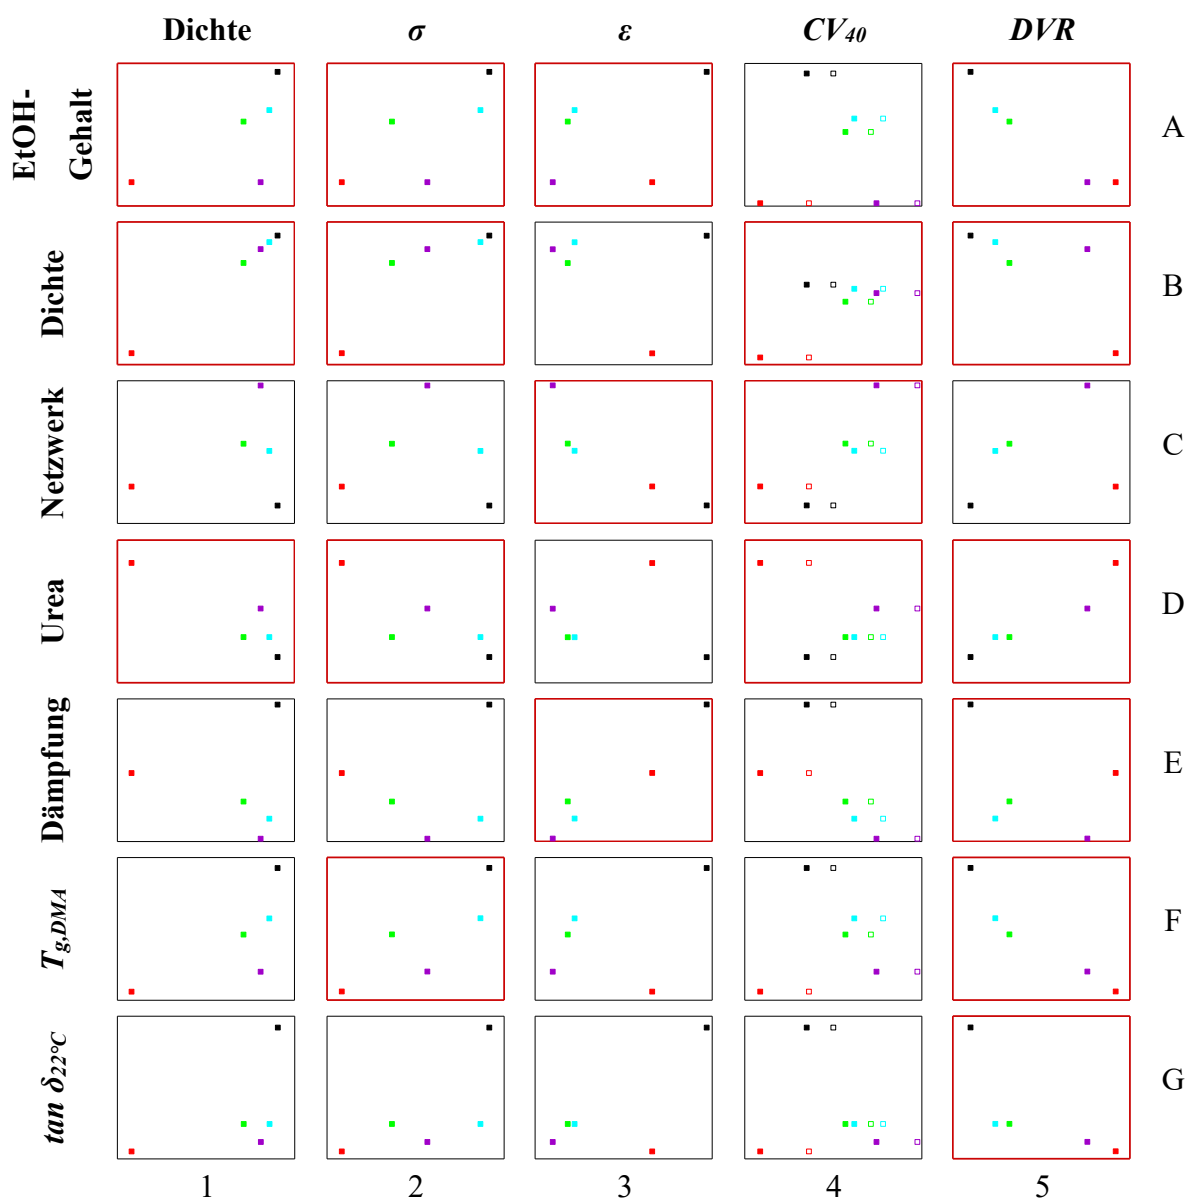 Dichte σ ε CV40 DVR
EtOH-
Gehalt
A
Dichte
B
Netzwerk
C
Urea
D
Dämpfung
E
Tg,DMA
F
tan δ22°C
G
1 2 3 4 5